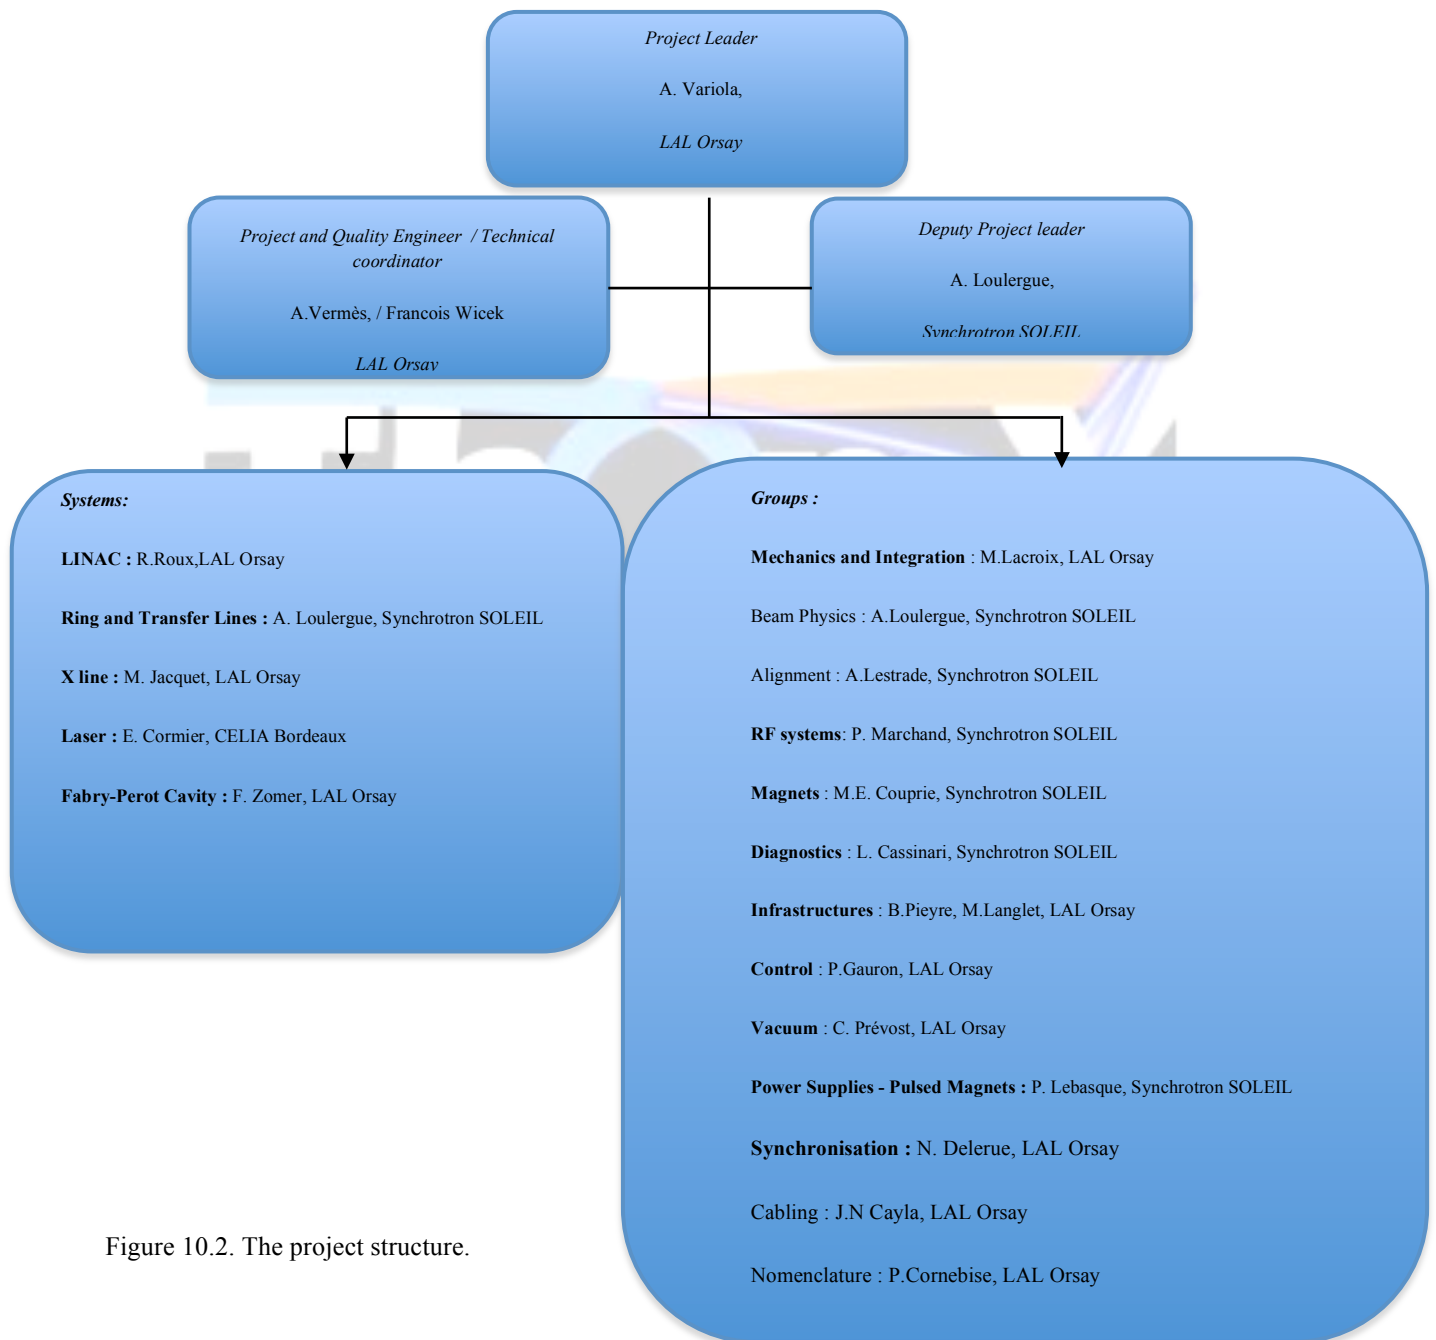 Project Leader
A. Variola,
LAL Orsay
Project and Quality Engineer / Technical
coordinator
A.Vermès, / Francois Wicek
LAL Orsay
Deputy Project leader
A. Loulergue,
Synchrotron SOLEIL
Systems:
LINAC : R.Roux,LAL Orsay
Ring and Transfer Lines : A. Loulergue, Synchrotron SOLEIL
X line : M. Jacquet, LAL Orsay
Laser : E. Cormier, CELIA Bordeaux
Fabry-Perot Cavity : F. Zomer, LAL Orsay
Groups :
Mechanics and Integration : M.Lacroix, LAL Orsay
Beam Physics : A.Loulergue, Synchrotron SOLEIL
Alignment : A.Lestrade, Synchrotron SOLEIL
RF systems: P. Marchand, Synchrotron SOLEIL
Magnets : M.E. Couprie, Synchrotron SOLEIL
Diagnostics : L. Cassinari, Synchrotron SOLEIL
Infrastructures : B.Pieyre, M.Langlet, LAL Orsay
Control : P.Gauron, LAL Orsay
Vacuum : C. Prévost, LAL Orsay
Power Supplies - Pulsed Magnets : P. Lebasque, Synchrotron SOLEIL
Synchronisation : N. Delerue, LAL Orsay
Cabling : J.N Cayla, LAL Orsay
Nomenclature : P.Cornebise, LAL Orsay
Figure 10.2. The project structure.